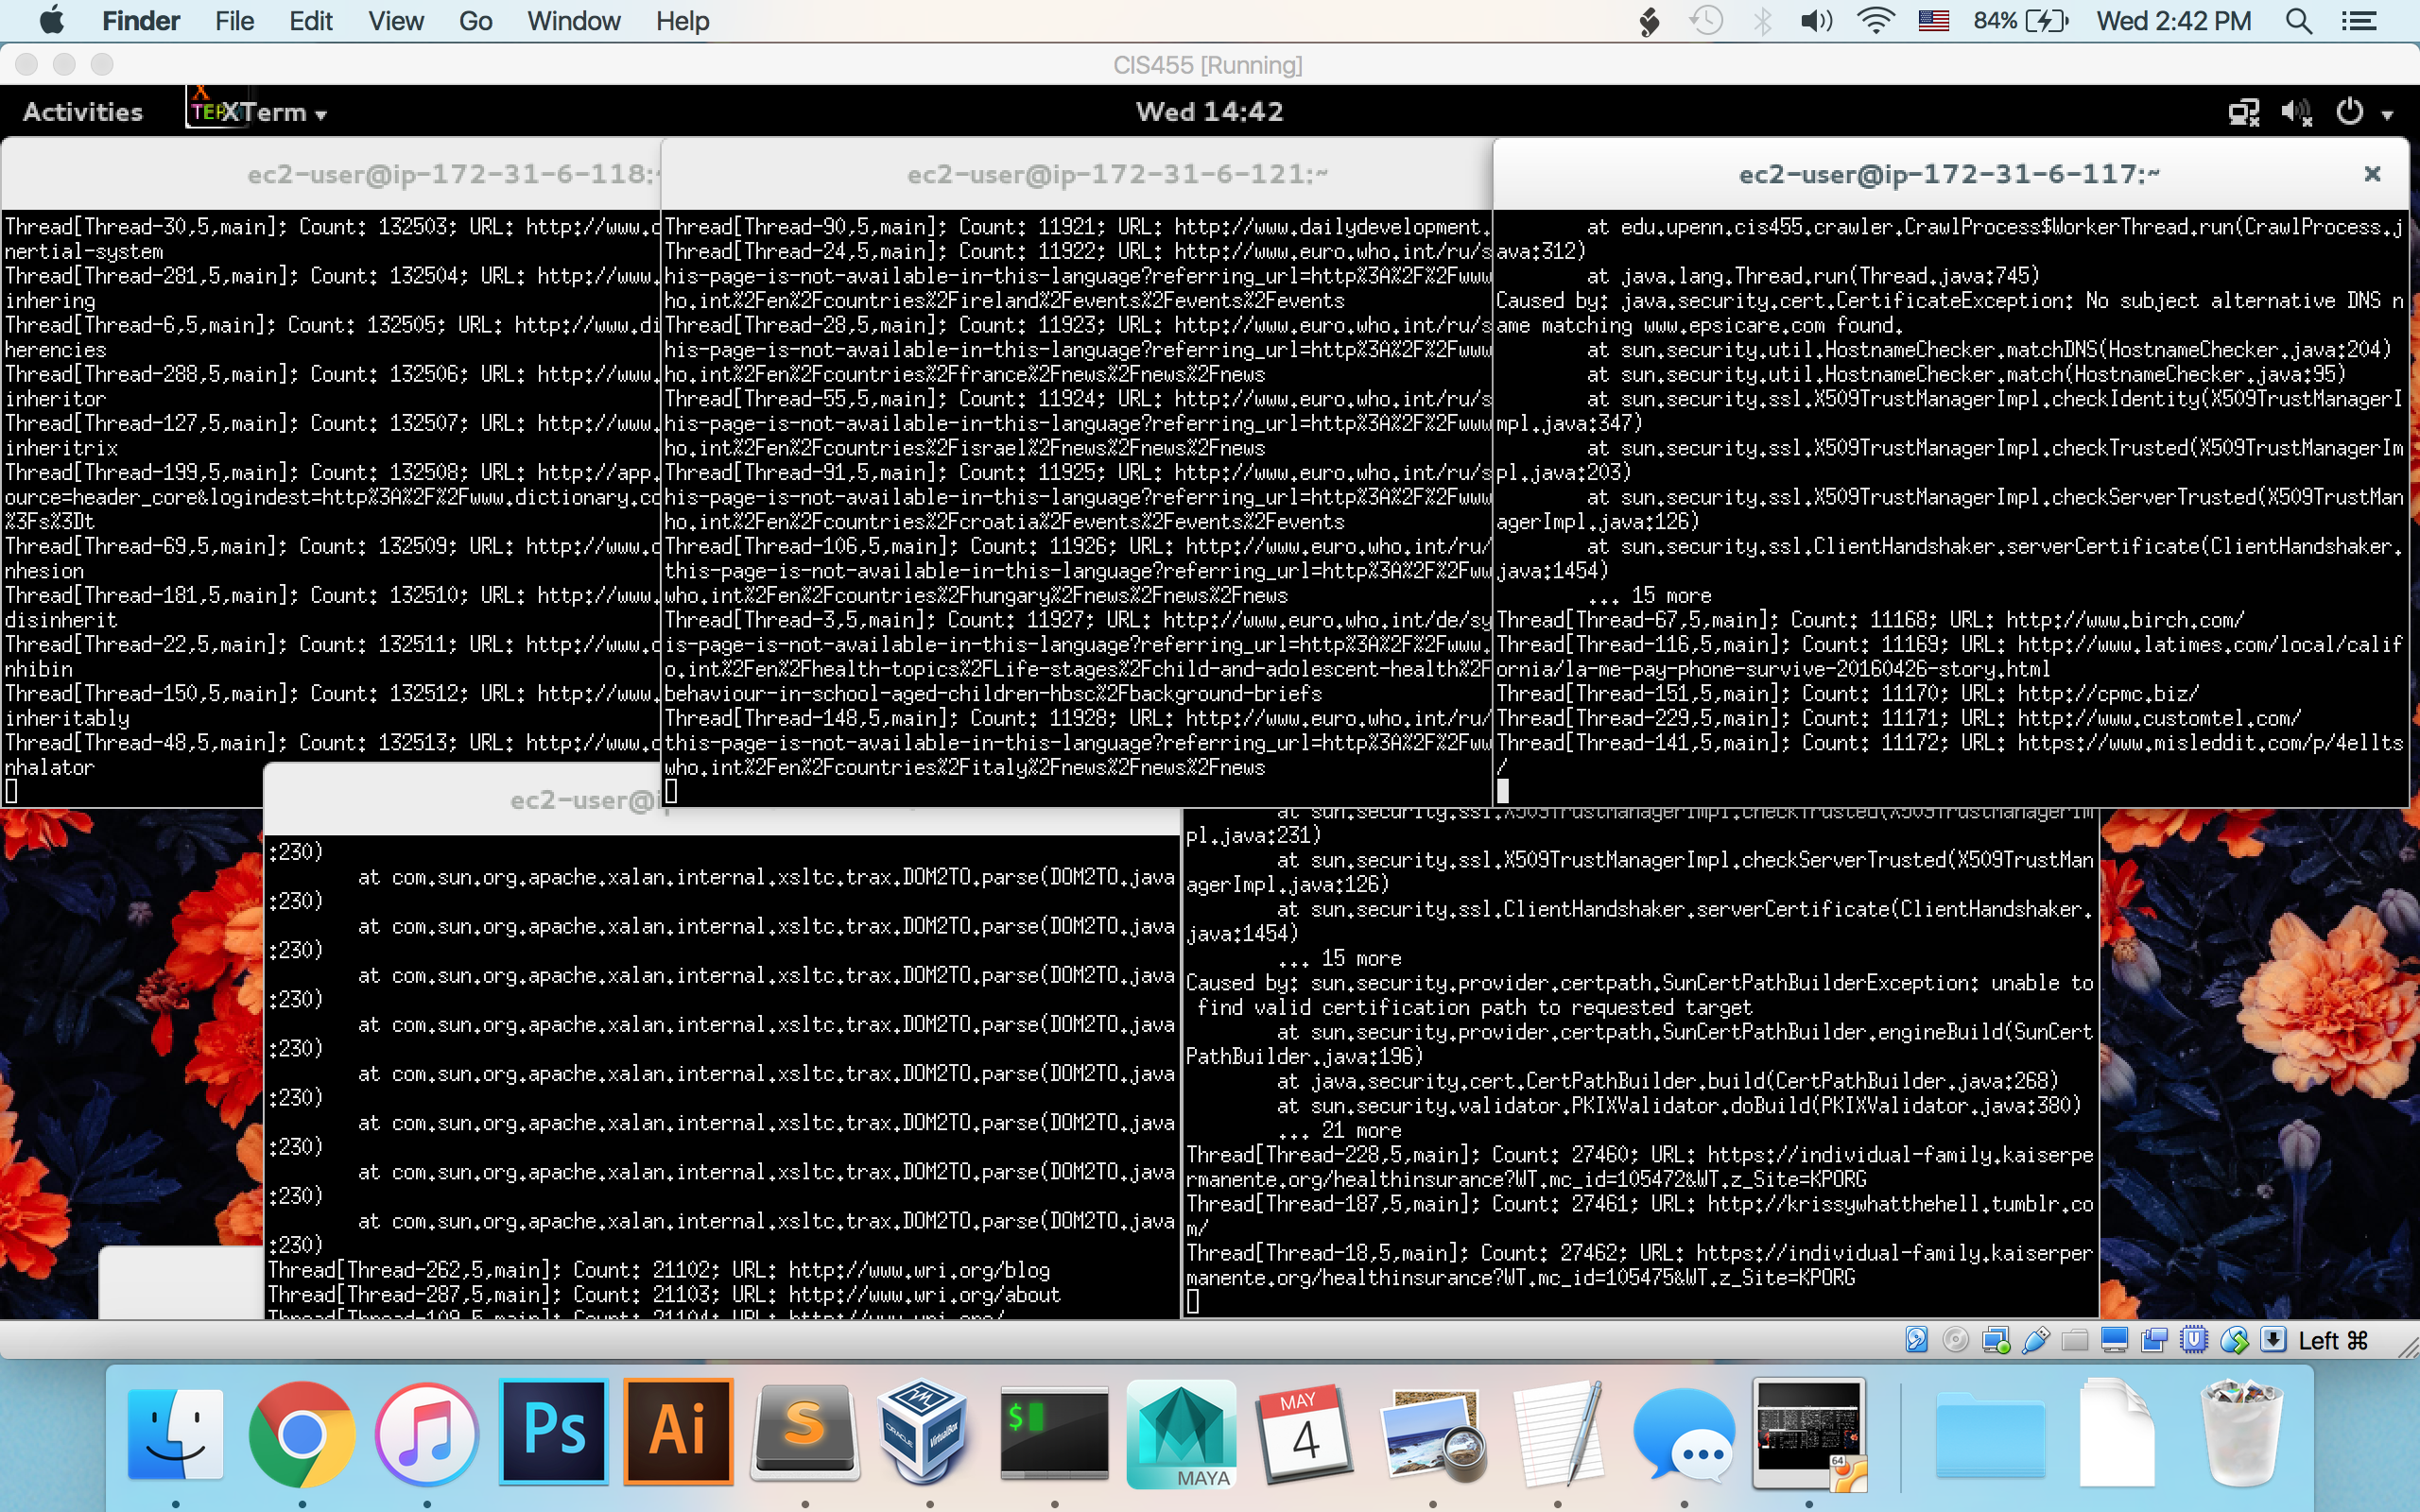 Finder File Edit View Go Window Help 84% Wed 2:42 PM
CIS455 [Running]
Activities XTerm Wed 14:42
ec2-user@ip-172-31-6-118:
Thread[Thread-30,5,main]; Count: 132503; URL: http://www.
nertial-system
Thread[Thread-281,5,main]; Count: 132504; URL: http://www.
inhering
Thread[Thread-6,5,main]; Count: 132505; URL: http://www.di
herencies
Thread[Thread-288,5,main]; Count: 132506; URL: http://www.
inheritor
Thread[Thread-127,5,main]; Count: 132507; URL: http://www.
inheritrix
Thread[Thread-199,5,main]; Count: 132508; URL: http://app.
ource=header_core&logindest=http%3A%2F%2Fwww.dictionary.co
%3Fs%3Dt
Thread[Thread-69,5,main]; Count: 132509; URL: http://www.
nhesion
Thread[Thread-181,5,main]; Count: 132510; URL: http://www.
disinherit
Thread[Thread-22,5,main]; Count: 132511; URL: http://www.
nhibin
Thread[Thread-150,5,main]; Count: 132512; URL: http://www.
inheritably
Thread[Thread-48,5,main]; Count: 132513; URL: http://www.
nhalator
ec2-user@ip-172-31-6-121:~
Thread[Thread-90,5,main]; Count: 11921; URL: http://www.dailydevelopment.
Thread[Thread-24,5,main]; Count: 11922; URL: http://www.euro.who.int/ru/s
his-page-is-not-available-in-this-language?referring_url=http%3A%2F%2Fwww
ho.int%2Fen%2Fcountries%2Fireland%2Fevents%2Fevents%2Fevents
Thread[Thread-28,5,main]; Count: 11923; URL: http://www.euro.who.int/ru/s
his-page-is-not-available-in-this-language?referring_url=http%3A%2F%2Fwww
ho.int%2Fen%2Fcountries%2Ffrance%2Fnews%2Fnews%2Fnews
Thread[Thread-55,5,main]; Count: 11924; URL: http://www.euro.who.int/ru/s
his-page-is-not-available-in-this-language?referring_url=http%3A%2F%2Fwww
ho.int%2Fen%2Fcountries%2Fisrael%2Fnews%2Fnews%2Fnews
Thread[Thread-91,5,main]; Count: 11925; URL: http://www.euro.who.int/ru/s
his-page-is-not-available-in-this-language?referring_url=http%3A%2F%2Fwww
ho.int%2Fen%2Fcountries%2Fcroatia%2Fevents%2Fevents%2Fevents
Thread[Thread-106,5,main]; Count: 11926; URL: http://www.euro.who.int/ru/
this-page-is-not-available-in-this-language?referring_url=http%3A%2F%2Fww
who.int%2Fen%2Fcountries%2Fhungary%2Fnews%2Fnews%2Fnews
Thread[Thread-3,5,main]; Count: 11927; URL: http://www.euro.who.int/de/sy
is-page-is-not-available-in-this-language?referring_url=http%3A%2F%2Fwww.
o.int%2Fen%2Fhealth-topics%2FLife-stages%2Fchild-and-adolescent-health%2F
behaviour-in-school-aged-children-hbsc%2Fbackground-briefs
Thread[Thread-148,5,main]; Count: 11928; URL: http://www.euro.who.int/ru/
this-page-is-not-available-in-this-language?referring_url=http%3A%2F%2Fww
who.int%2Fen%2Fcountries%2Fitaly%2Fnews%2Fnews%2Fnews
ec2-user@ip-172-31-6-117:~
at edu.upenn.cis455.crawler.CrawlProcess$WorkerThread.run(CrawlProcess.j
ava:312)
at java.lang.Thread.run(Thread.java:745)
Caused by: java.security.cert.CertificateException: No subject alternative DNS n
ame matching www.epsicare.com found.
at sun.security.util.HostnameChecker.matchDNS(HostnameChecker.java:204)
at sun.security.util.HostnameChecker.match(HostnameChecker.java:95)
at sun.security.ssl.X509TrustManagerImpl.checkIdentity(X509TrustManagerI
mpl.java:347)
at sun.security.ssl.X509TrustManagerImpl.checkTrusted(X509TrustManagerIm
pl.java:203)
at sun.security.ssl.X509TrustManagerImpl.checkServerTrusted(X509TrustMan
agerImpl.java:126)
at sun.security.ssl.ClientHandshaker.serverCertificate(ClientHandshaker.
java:1454)
... 15 more
Thread[Thread-67,5,main]; Count: 11168; URL: http://www.birch.com/
Thread[Thread-116,5,main]; Count: 11169; URL: http://www.latimes.com/local/calif
ornia/la-me-pay-phone-survive-20160426-story.html
Thread[Thread-151,5,main]; Count: 11170; URL: http://cpmc.biz/
Thread[Thread-229,5,main]; Count: 11171; URL: http://www.customtel.com/
Thread[Thread-141,5,main]; Count: 11172; URL: https://www.misleddit.com/p/4ellts
/
ec2-user@ip
:230)
at com.sun.org.apache.xalan.internal.xsltc.trax.DOM2TO.parse(DOM2TO.java
:230)
at com.sun.org.apache.xalan.internal.xsltc.trax.DOM2TO.parse(DOM2TO.java
:230)
at com.sun.org.apache.xalan.internal.xsltc.trax.DOM2TO.parse(DOM2TO.java
:230)
at com.sun.org.apache.xalan.internal.xsltc.trax.DOM2TO.parse(DOM2TO.java
:230)
at com.sun.org.apache.xalan.internal.xsltc.trax.DOM2TO.parse(DOM2TO.java
:230)
at com.sun.org.apache.xalan.internal.xsltc.trax.DOM2TO.parse(DOM2TO.java
:230)
at com.sun.org.apache.xalan.internal.xsltc.trax.DOM2TO.parse(DOM2TO.java
:230)
at com.sun.org.apache.xalan.internal.xsltc.trax.DOM2TO.parse(DOM2TO.java
:230)
Thread[Thread-262,5,main]; Count: 21102; URL: http://www.wri.org/blog
Thread[Thread-287,5,main]; Count: 21103; URL: http://www.wri.org/about
Thread[Thread-109,5,main]; Count: 21104; URL: http://www.wri.org/
at sun.security.ssl.X509TrustManagerImpl.checkTrusted(X509TrustManagerIm
pl.java:231)
at sun.security.ssl.X509TrustManagerImpl.checkServerTrusted(X509TrustMan
agerImpl.java:126)
at sun.security.ssl.ClientHandshaker.serverCertificate(ClientHandshaker.
java:1454)
... 15 more
Caused by: sun.security.provider.certpath.SunCertPathBuilderException: unable to
find valid certification path to requested target
at sun.security.provider.certpath.SunCertPathBuilder.engineBuild(SunCert
PathBuilder.java:196)
at java.security.cert.CertPathBuilder.build(CertPathBuilder.java:268)
at sun.security.validator.PKIXValidator.doBuild(PKIXValidator.java:380)
... 21 more
Thread[Thread-228,5,main]; Count: 27460; URL: https://individual-family.kaiserpe
rmanente.org/healthinsurance?WT.mc_id=105472&WT.z_Site=KPORG
Thread[Thread-187,5,main]; Count: 27461; URL: http://krissywhatthehell.tumblr.co
m/
Thread[Thread-18,5,main]; Count: 27462; URL: https://individual-family.kaiserper
manente.org/healthinsurance?WT.mc_id=105475&WT.z_Site=KPORG
Left ⌘
Ps Ai S ORACLE VirtualBox $ MAYA MAY 4 64